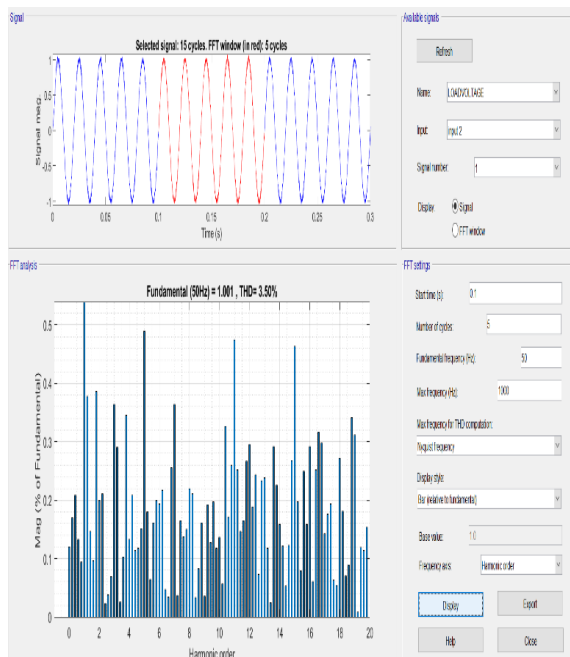 Signal
Selected signal: 15 cycles. FFT window (in red): 5 cycles
Signal mag.
1
0.5
0
-0.5
-1
0 0.05 0.1 0.15 0.2 0.25 0.3
Time (s)
Available signals
Refresh
Name: LOADVOLTAGE
Input: input 2
Signal number: 1
Display: Signal
FFT window
FFT analysis
Fundamental (50Hz) = 1.001 , THD= 3.50%
Mag (% of Fundamental)
0.5
0.4
0.3
0.2
0.1
0
0 2 4 6 8 10 12 14 16 18 20
Harmonic order
FFT settings
Start time (s): 0.1
Number of cycles: 5
Fundamental frequency (Hz): 50
Max frequency (Hz): 1000
Max frequency for THD computation:
Nyquist frequency
Display style:
Bar (relative to fundamental)
Base value: 1.0
Frequency axis: Harmonic order
Display Export
Help Close